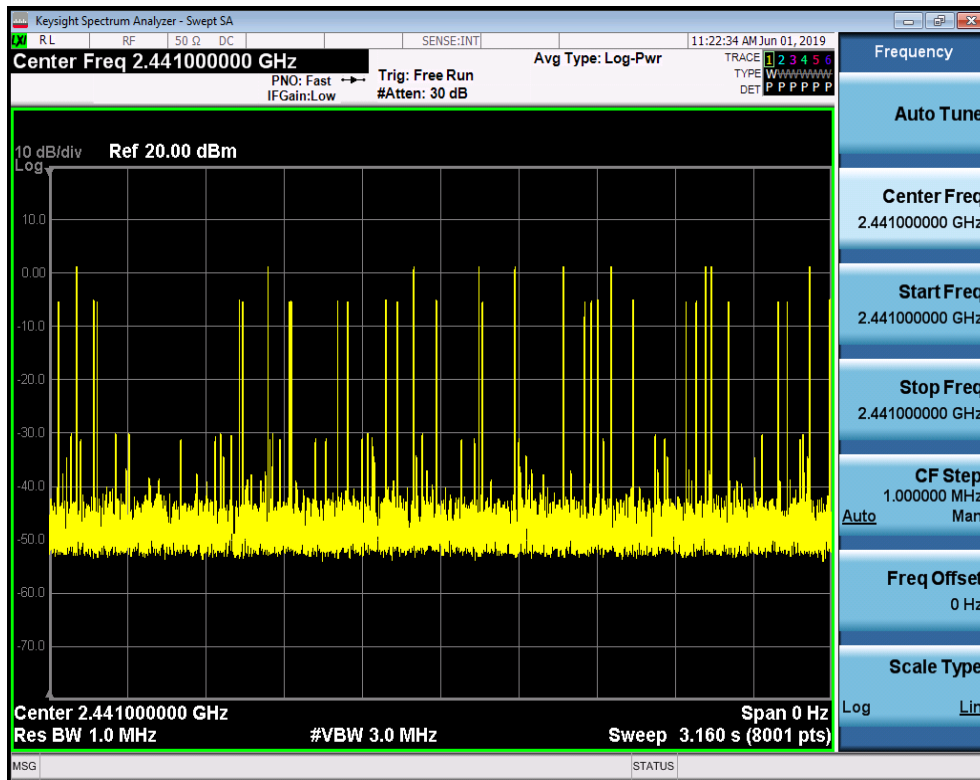 Keysight Spectrum Analyzer - Swept SA
LXI RL RF 50 Ω DC SENSE:INT 11:22:34 AM Jun 01, 2019
Center Freq 2.441000000 GHz
PNO: Fast
IFGain:Low
Trig: Free Run
#Atten: 30 dB
Avg Type: Log-Pwr
TRACE 1 2 3 4 5 6
TYPE WWWWWW
DET P P P P P P
10 dB/div Ref 20.00 dBm
Log
10.0
0.00
-10.0
-20.0
-30.0
-40.0
-50.0
-60.0
-70.0
Center 2.441000000 GHz Span 0 Hz
Res BW 1.0 MHz #VBW 3.0 MHz Sweep 3.160 s (8001 pts)
MSG STATUS
Frequency
Auto Tune
Center Freq
2.441000000 GHz
Start Freq
2.441000000 GHz
Stop Freq
2.441000000 GHz
CF Step
1.000000 MHz
Auto Man
Freq Offset
0 Hz
Scale Type
Log Lin